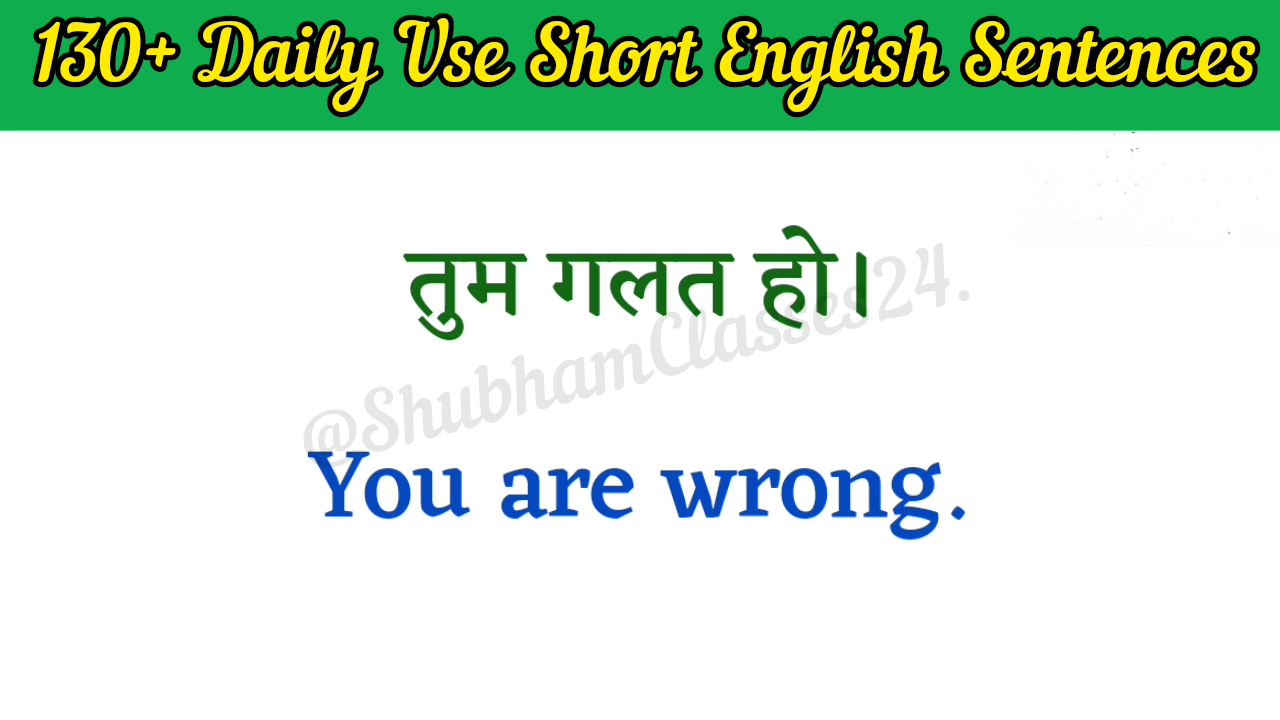 130+ Daily Use Short English Sentences
तुम गलत हो।
@ShubhamClasses24.
You are wrong.